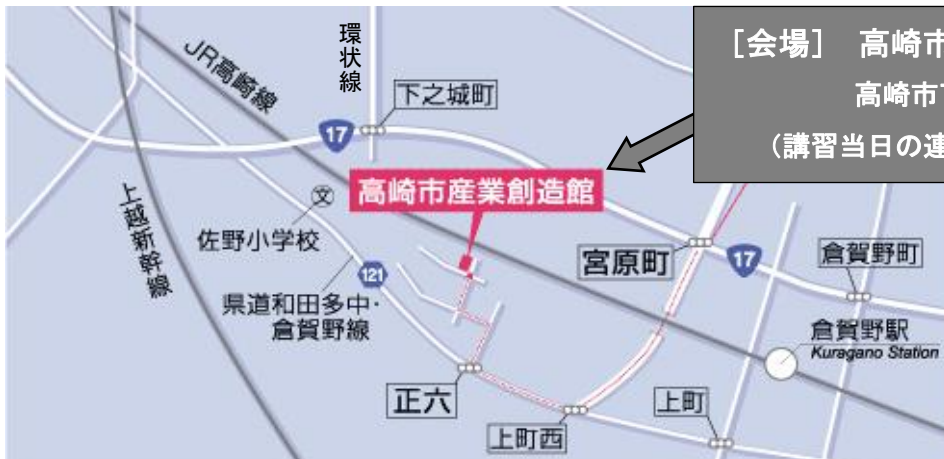 [会場] 高崎市
高崎市
(講習当日の連
環状線
JR高崎線
下之城町
17
高崎市産業創造館
文
佐野小学校
上越新幹線
121
県道和田多中・
倉賀野線
宮原町
17
倉賀野町
倉賀野駅
Kuragano Station
正六
上町西
上町